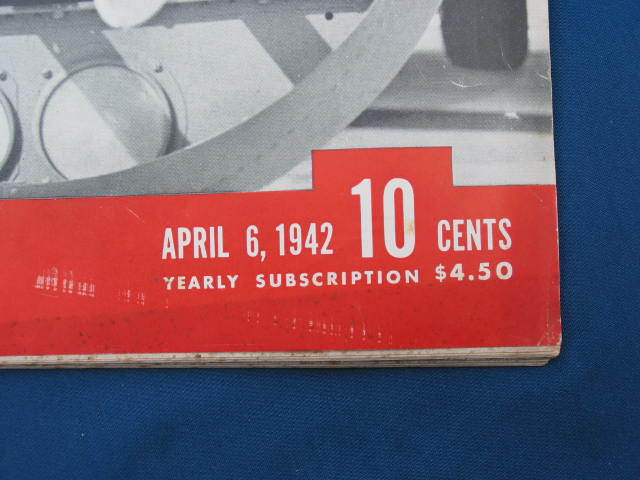 APRIL 6, 1942 10 CENTS
YEARLY SUBSCRIPTION $4.50